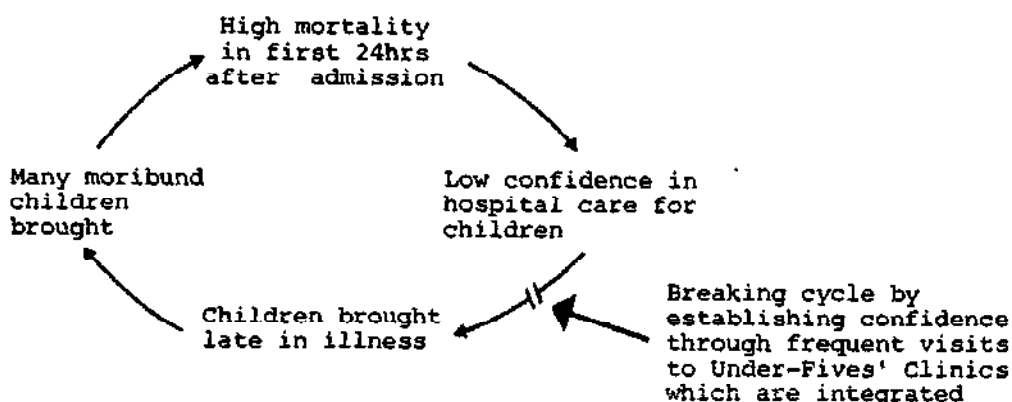 High mortality
in first 24hrs
after admission
Many moribund
children
brought
Low confidence in
hospital care for
children
Children brought
late in illness
Breaking cycle by
establishing confidence
through frequent visits
to Under-Fives' Clinics
which are integrated